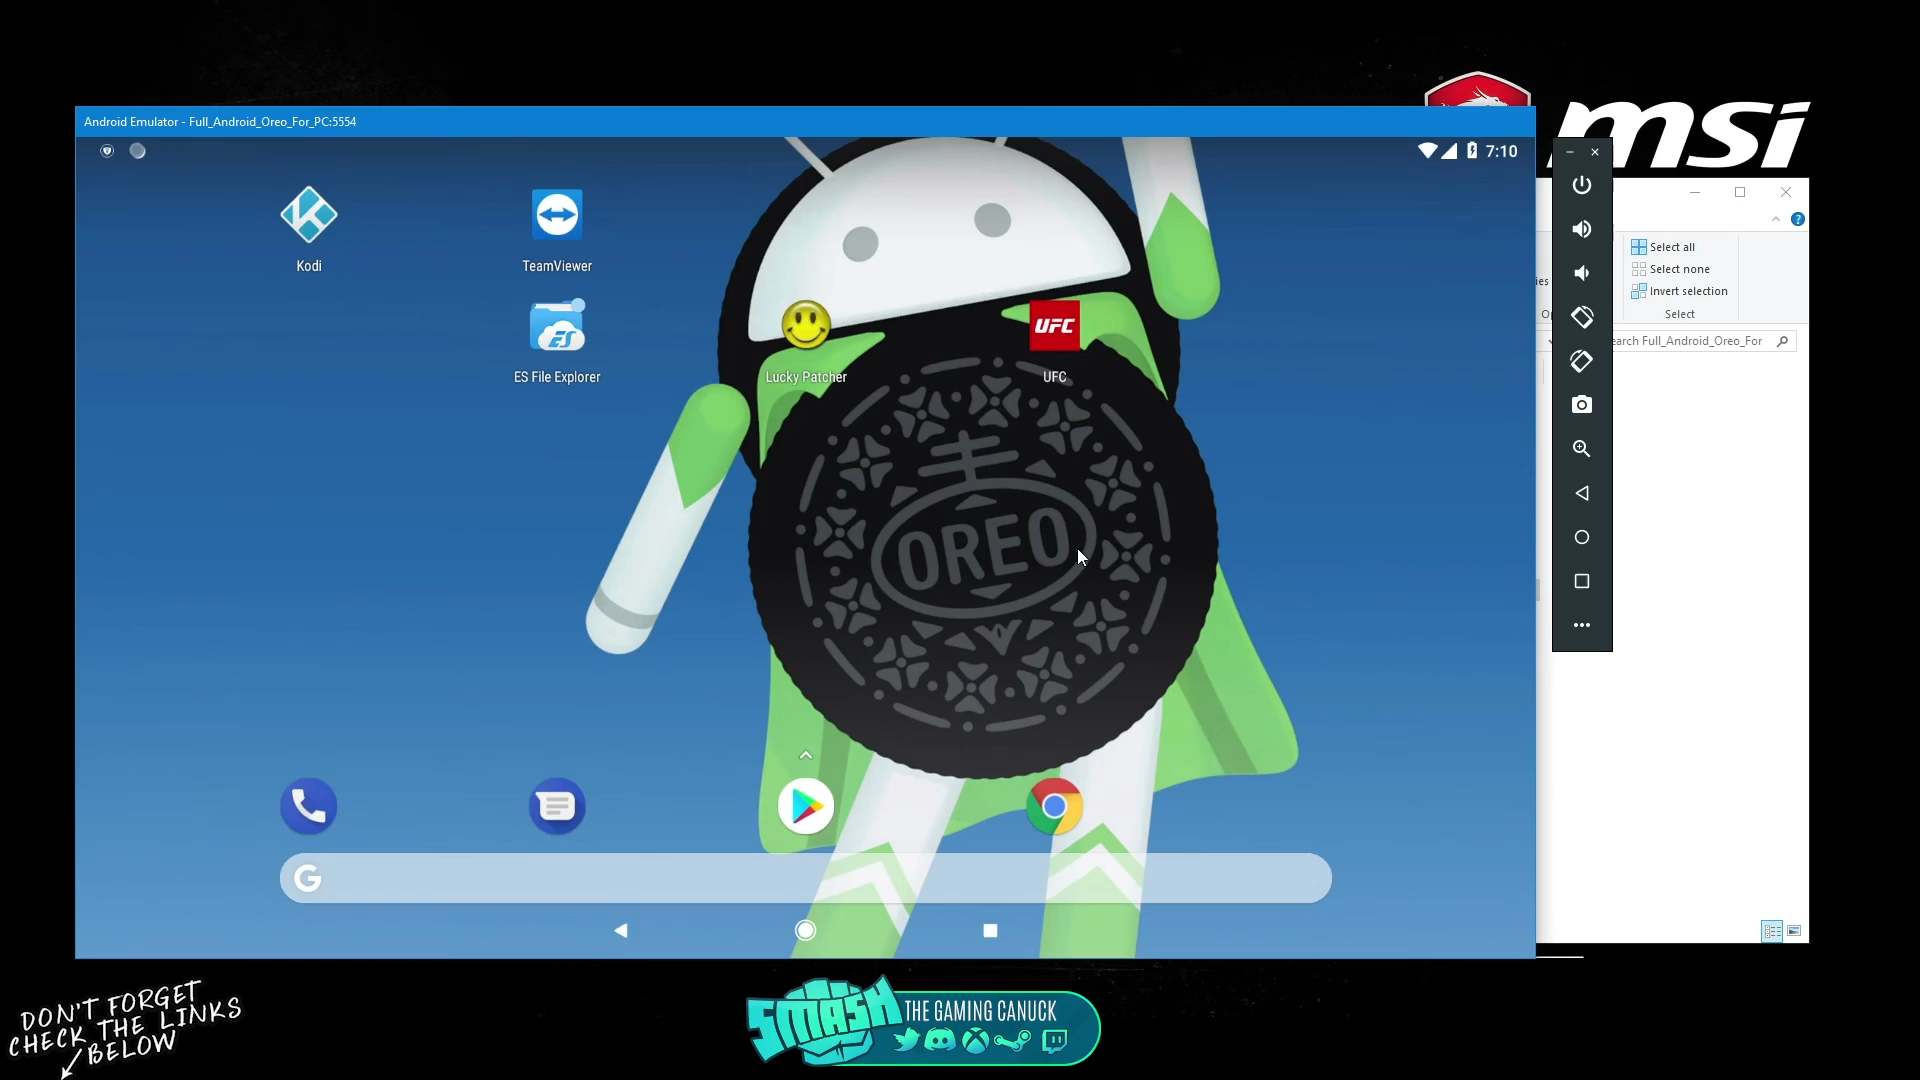 msi
Android Emulator - Full_Android_Oreo_For_PC:5554
7:10
Kodi
TeamViewer
ES
ES File Explorer
Lucky Patcher
UFC
UFC
OREO
G
Select all
Select none
Invert selection
Select
earch Full_Android_Oreo_For
DON'T FORGET
CHECK THE LINKS
BELOW
SMASH
THE GAMING CANUCK